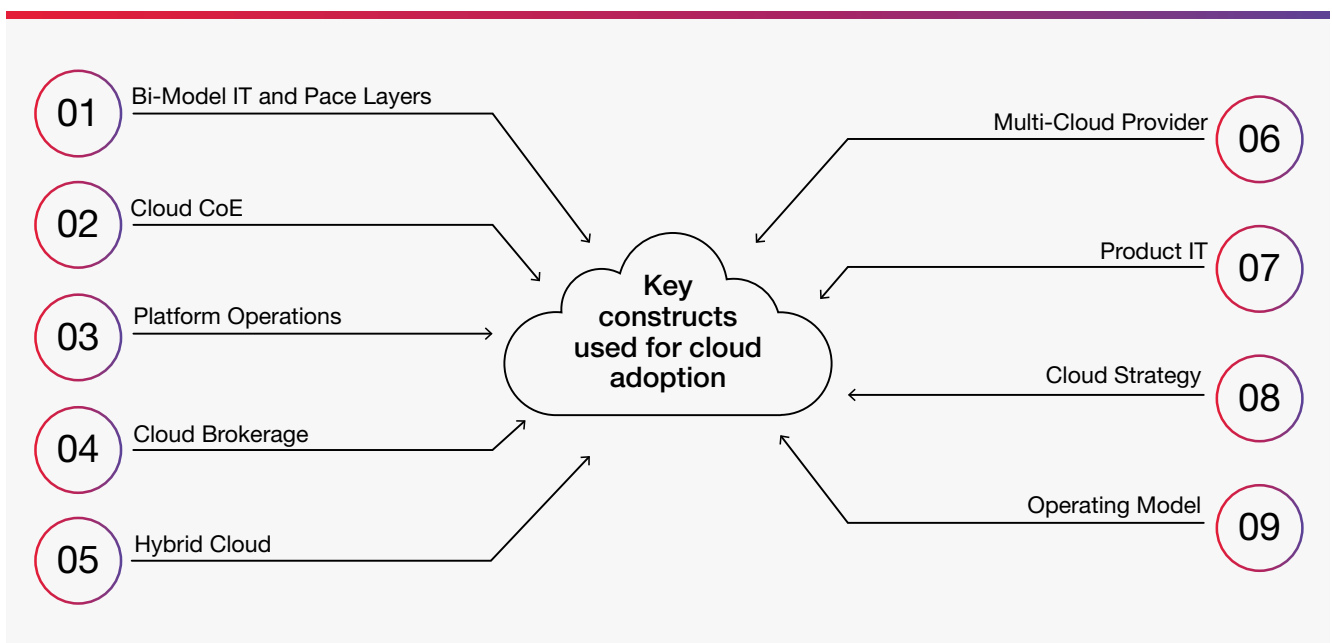 01
Bi-Model IT and Pace Layers
02
Cloud CoE
03
Platform Operations
04
Cloud Brokerage
05
Hybrid Cloud
Key
constructs
used for cloud
adoption
Multi-Cloud Provider
06
Product IT
07
Cloud Strategy
08
Operating Model
09